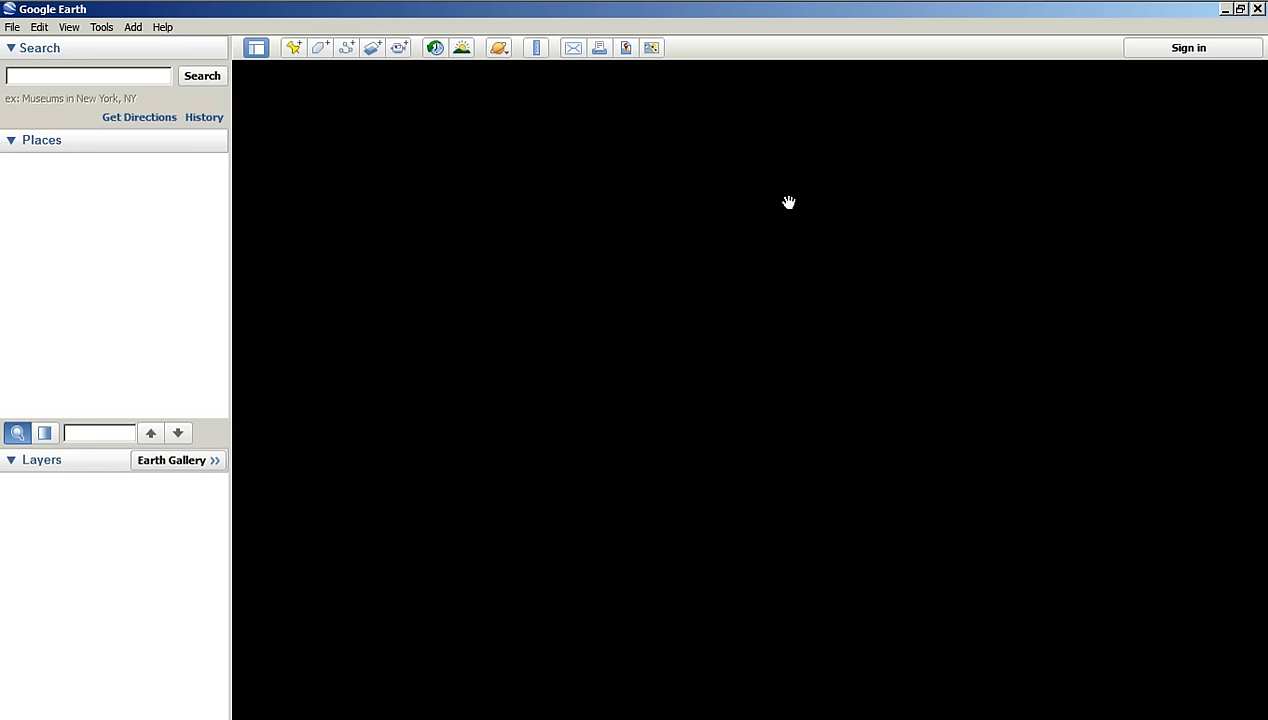 Google Earth
File Edit View Tools Add Help
Search
Sign in
Search
ex: Museums in New York, NY
Get Directions History
Places
Layers
Earth Gallery >>